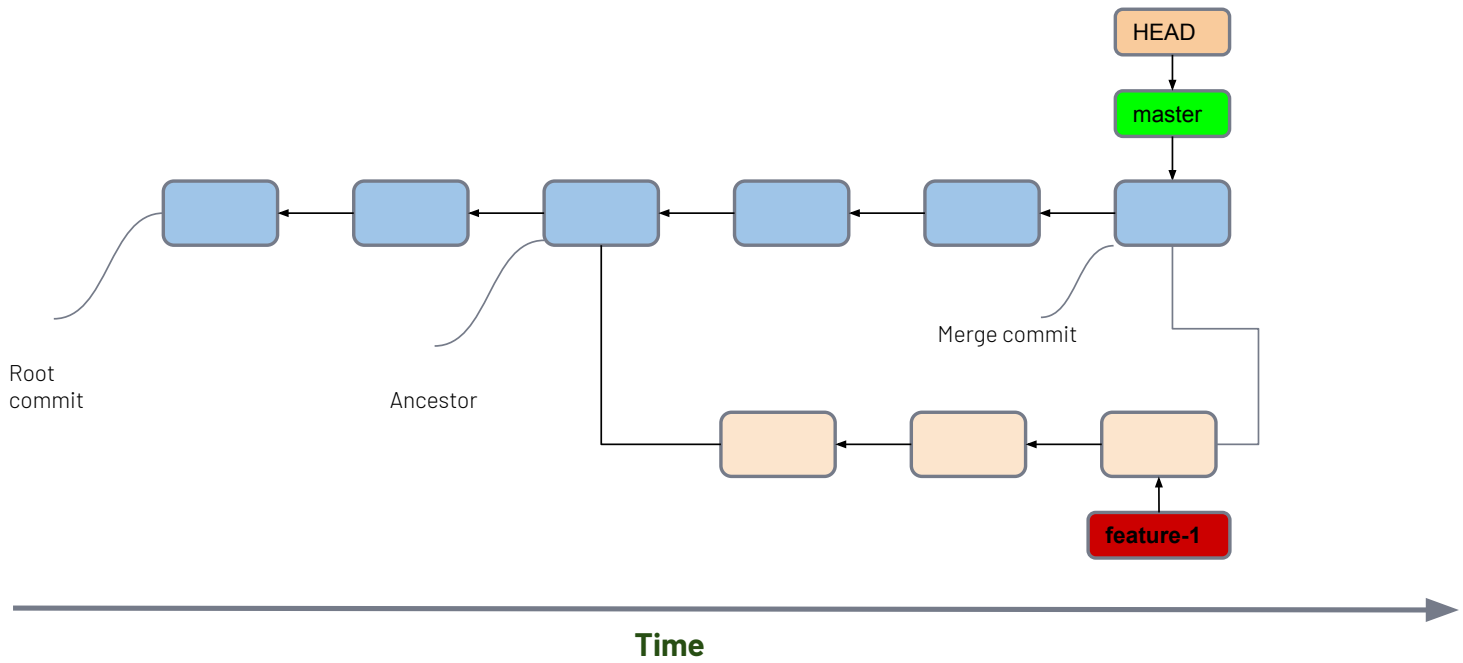 HEAD
master
Merge commit
Root
commit
Ancestor
feature-1
Time